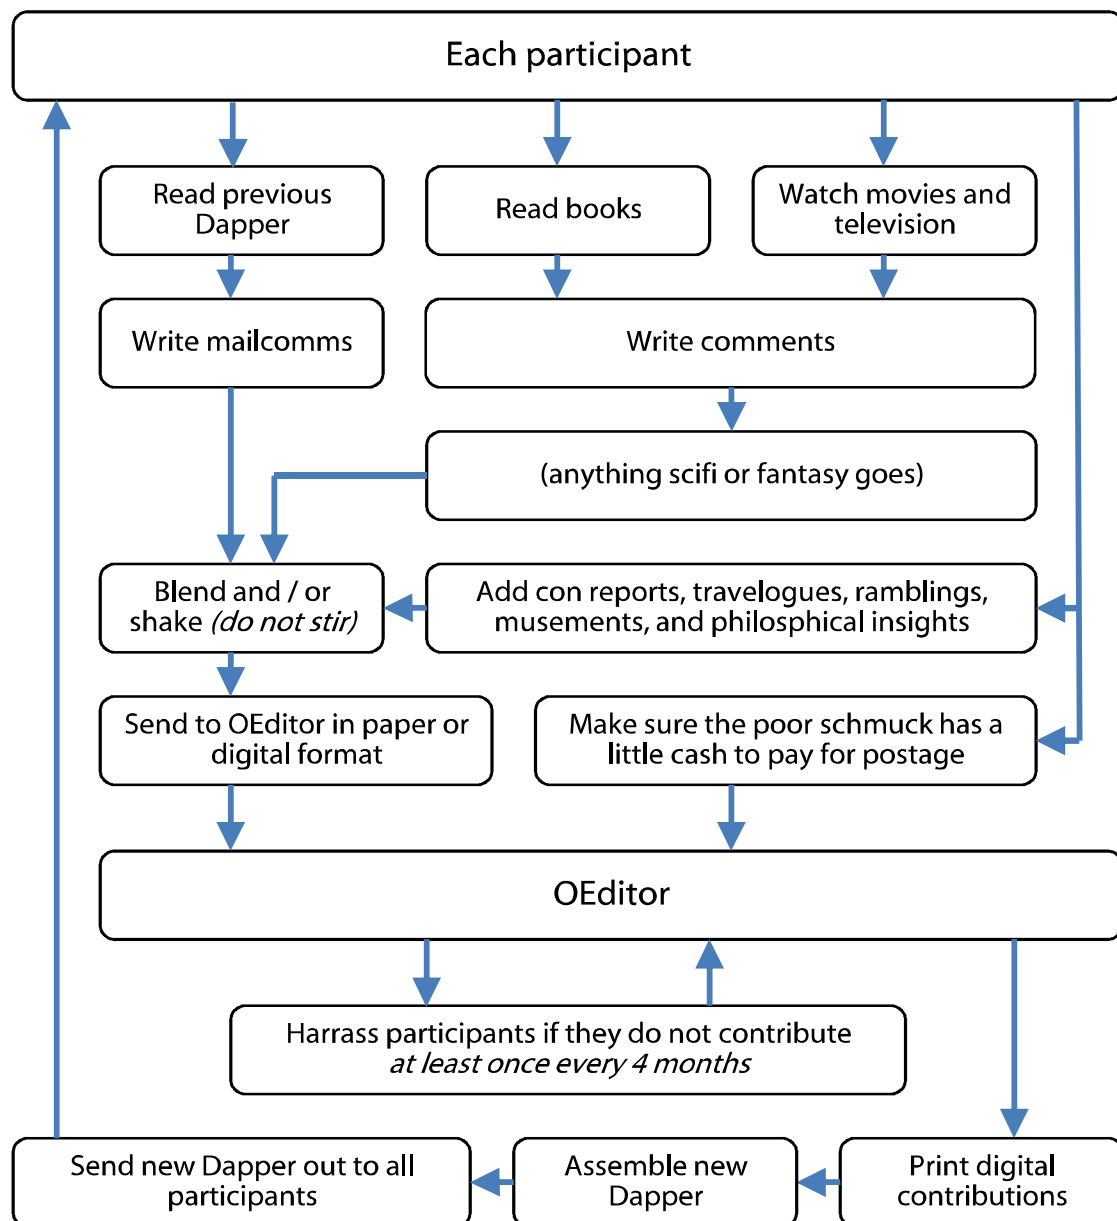 Each participant
Read previous
Dapper
Read books
Watch movies and
television
Write mailcomms
Write comments
(anything scifi or fantasy goes)
Blend and / or
shake (do not stir)
Add con reports, travelogues, ramblings,
musements, and philosphical insights
Send to OEditor in paper or
digital format
Make sure the poor schmuck has a
little cash to pay for postage
OEditor
Harrass participants if they do not contribute
at least once every 4 months
Send new Dapper out to all
participants
Assemble new
Dapper
Print digital
contributions